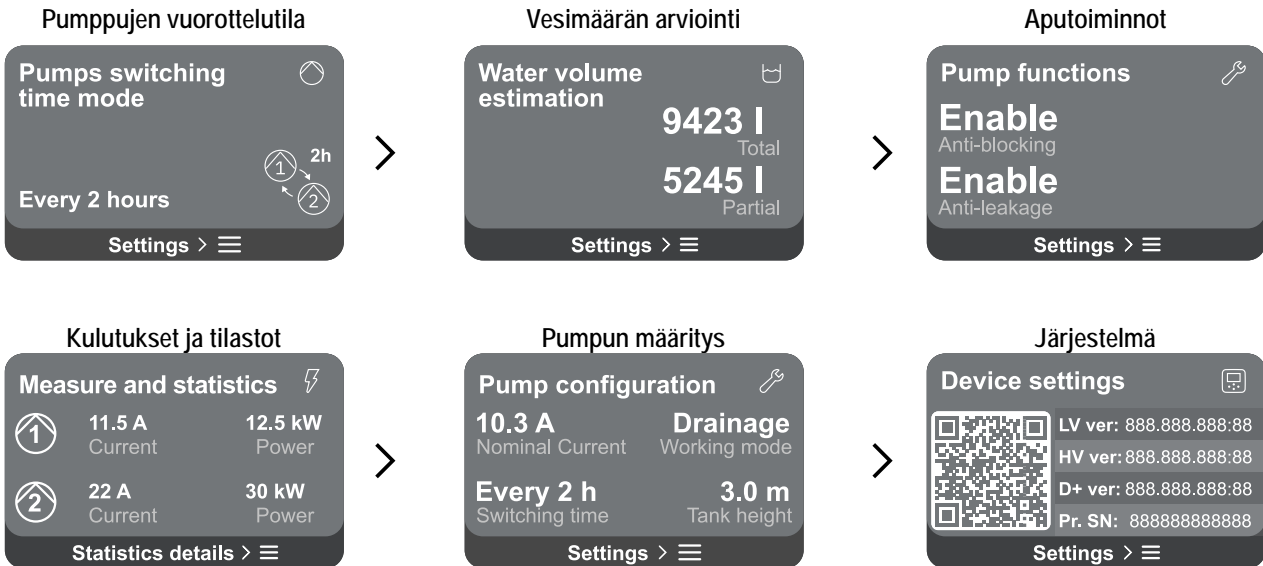 Pumppujen vuorottelutila
Pumps switching
time mode
2h
1
2
Every 2 hours
Settings > ☰
Vesimäärän arviointi
Water volume
estimation
9423 l
Total
5245 l
Partial
Settings > ☰
Aputoiminnot
Pump functions
Enable
Anti-blocking
Enable
Anti-leakage
Settings > ☰
Kulutukset ja tilastot
Measure and statistics
1
11.5 A 12.5 kW
Current Power
2
22 A 30 kW
Current Power
Statistics details > ☰
Pumpun määritys
Pump configuration
10.3 A Drainage
Nominal Current Working mode
Every 2 h 3.0 m
Switching time Tank height
Settings > ☰
Järjestelmä
Device settings
LV ver: 888.888.888:88
HV ver: 888.888.888:88
D+ ver: 888.888.888:88
Pr. SN: 888888888888
Settings > ☰